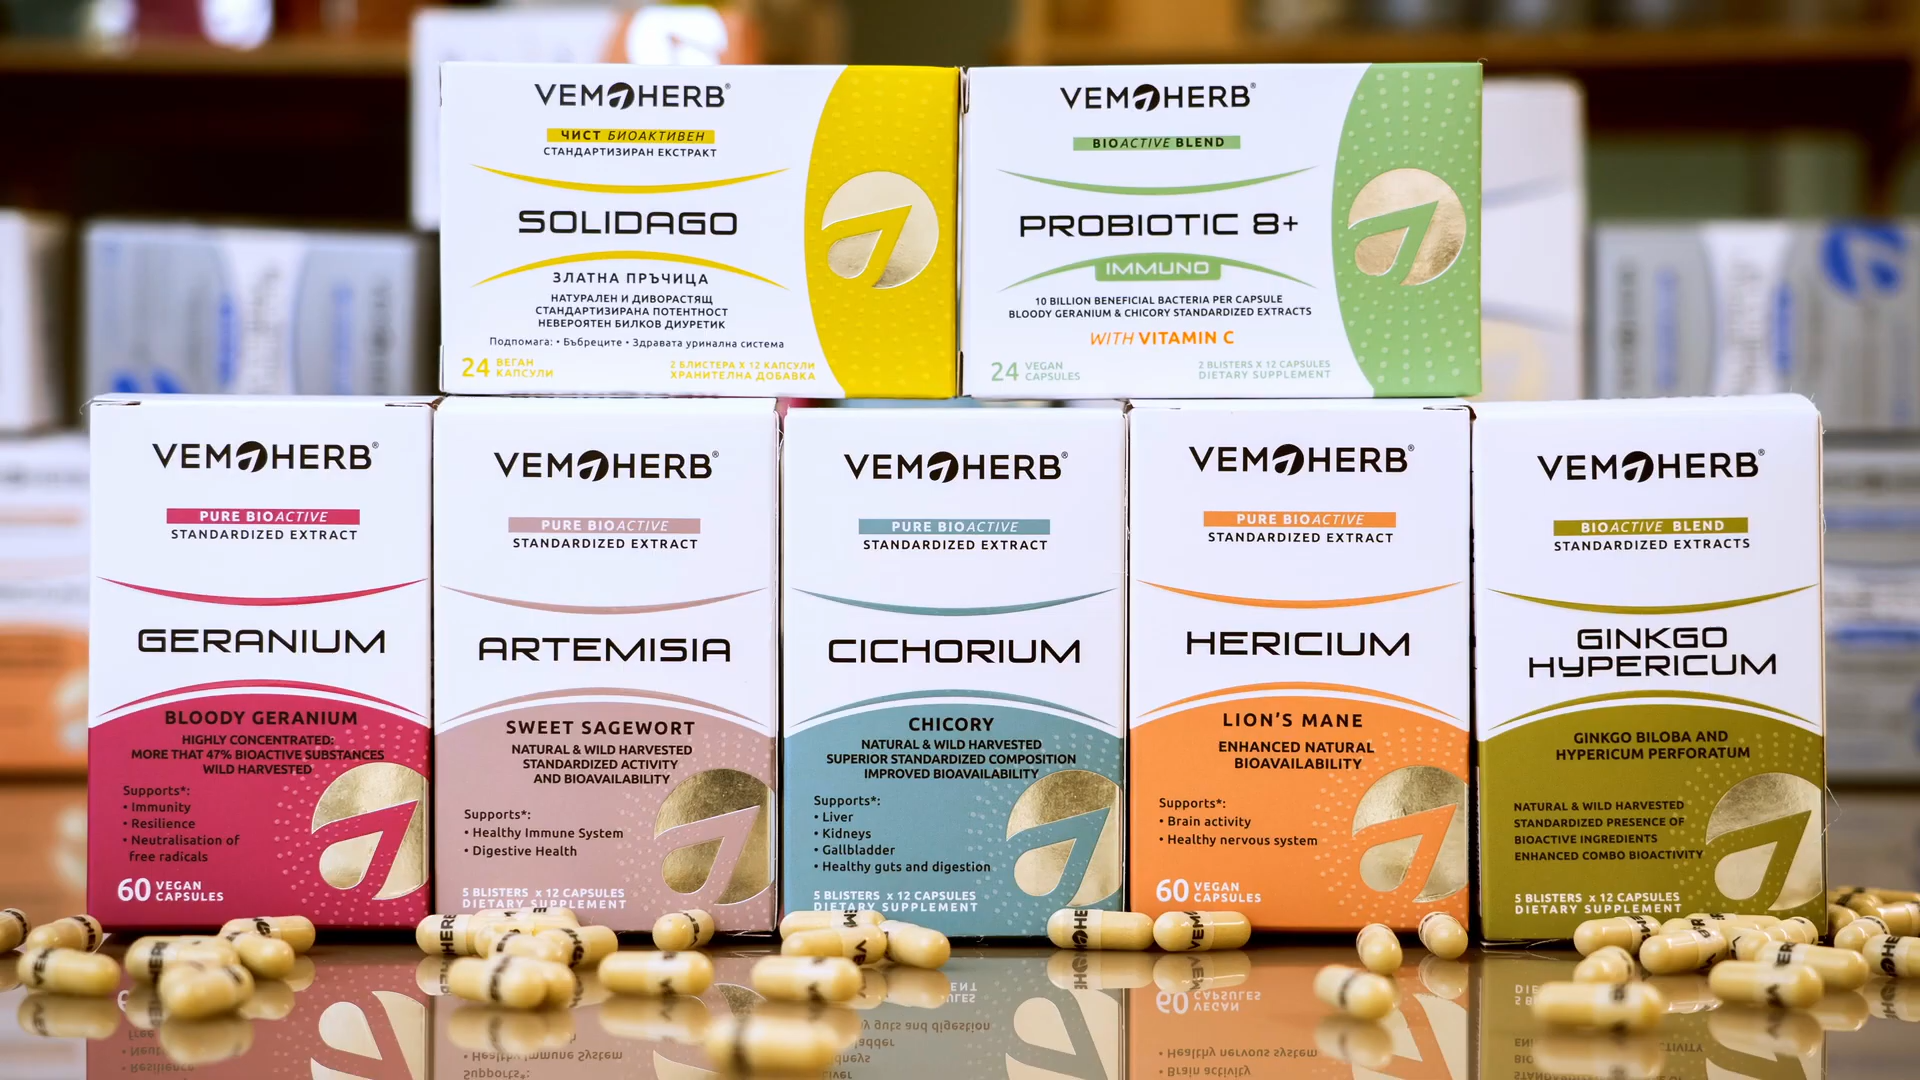 VEMOHERB®
ЧИСТ БИОАКТИВЕН
СТАНДАРТИЗИРАН ЕКСТРАКТ
SOLIDAGO
ЗЛАТНА ПРЪЧИЦА
НАТУРАЛЕН И ДИВОРАСТЯЩ
СТАНДАРТИЗИРАНА ПОТЕНТНОСТ
НЕВЕРОЯТЕН БИЛКОВ ДИУРЕТИК
Подпомага: • Бъбреците • Здравата уринална система
24 ВЕГАН
КАПСУЛИ
2 БЛИСТЕРА X 12 КАПСУЛИ
ХРАНИТЕЛНА ДОБАВКА
VEMOHERB®
BIOACTIVE BLEND
PROBIOTIC 8+
IMMUNO
10 BILLION BENEFICIAL BACTERIA PER CAPSULE
BLOODY GERANIUM & CHICORY STANDARDIZED EXTRACTS
WITH VITAMIN C
24 VEGAN
CAPSULES
2 BLISTERS X 12 CAPSULES
DIETARY SUPPLEMENT
VEMOHERB®
PURE BIOACTIVE
STANDARDIZED EXTRACT
GERANIUM
BLOODY GERANIUM
HIGHLY CONCENTRATED:
MORE THAT 47% BIOACTIVE SUBSTANCES
WILD HARVESTED
Supports*:
• Immunity
• Resilience
• Neutralisation of
free radicals
60 VEGAN
CAPSULES
VEMOHERB®
PURE BIOACTIVE
STANDARDIZED EXTRACT
ARTEMISIA
SWEET SAGEWORT
NATURAL & WILD HARVESTED
STANDARDIZED ACTIVITY
AND BIOAVAILABILITY
Supports*:
• Healthy Immune System
• Digestive Health
5 BLISTERS x 12 CAPSULES
DIETARY SUPPLEMENT
VEMOHERB®
PURE BIOACTIVE
STANDARDIZED EXTRACT
CICHORIUM
CHICORY
NATURAL & WILD HARVESTED
SUPERIOR STANDARDIZED COMPOSITION
IMPROVED BIOAVAILABILITY
Supports*:
• Liver
• Kidneys
• Gallbladder
• Healthy guts and digestion
5 BLISTERS x 12 CAPSULES
DIETARY SUPPLEMENT
VEMOHERB®
PURE BIOACTIVE
STANDARDIZED EXTRACT
HERICIUM
LION'S MANE
ENHANCED NATURAL
BIOAVAILABILITY
Supports*:
• Brain activity
• Healthy nervous system
60 VEGAN
CAPSULES
VEMOHERB®
BIOACTIVE BLEND
STANDARDIZED EXTRACTS
GINKGO
HYPERICUM
GINKGO BILOBA AND
HYPERICUM PERFORATUM
NATURAL & WILD HARVESTED
STANDARDIZED PRESENCE OF
BIOACTIVE INGREDIENTS
ENHANCED COMBO BIOACTIVITY
5 BLISTERS x 12 CAPSULES
DIETARY SUPPLEMENT